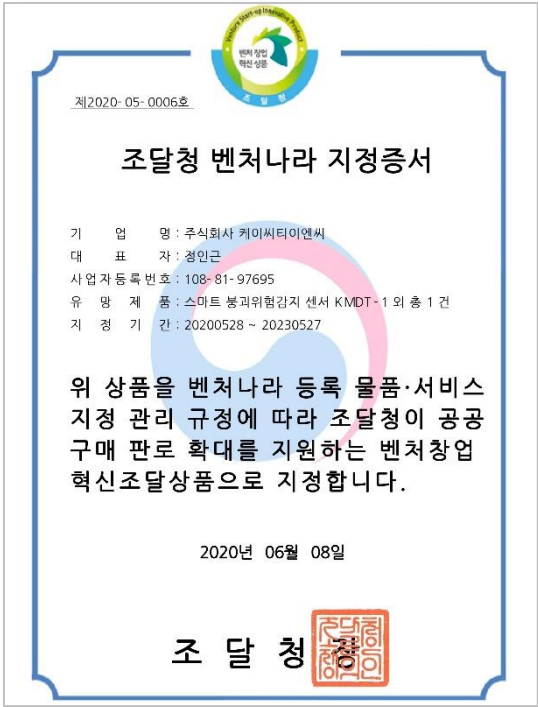 Venture Start-up Innovative Product
벤처 창업
혁신 상품
조달청
제2020-05-0006호
조달청 벤처나라 지정증서
기 업 명 : 주식회사 케이씨티이엔씨
대 표 자 : 정인근
사업자등록번호 : 108-81-97695
유 망 제 품 : 스마트 붕괴위험감지 센서 KMDT-1 외 총 1 건
지 정 기 간 : 20200528 ~ 20230527
위 상품을 벤처나라 등록 물품·서비스
지정 관리 규정에 따라 조달청이 공공
구매 판로 확대를 지원하는 벤처창업
혁신조달상품으로 지정합니다.
2020년 06월 08일
조 달 청 장